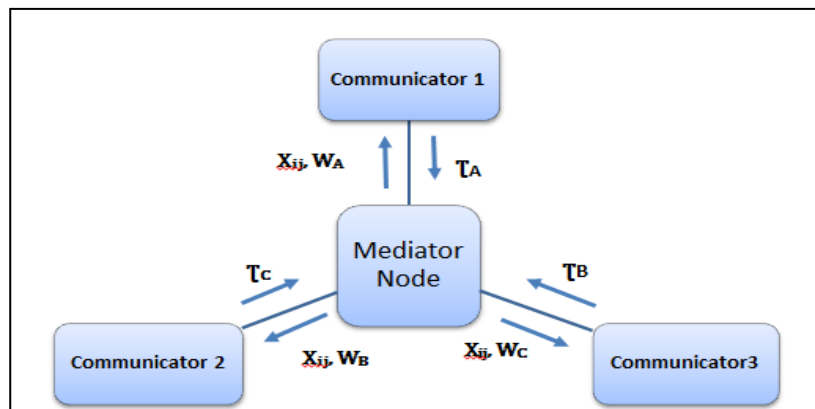 Communicator 1
Xij, WA
τA
Mediator
Node
τC
τB
Communicator 2
Xij, WB
Xij, WC
Communicator3